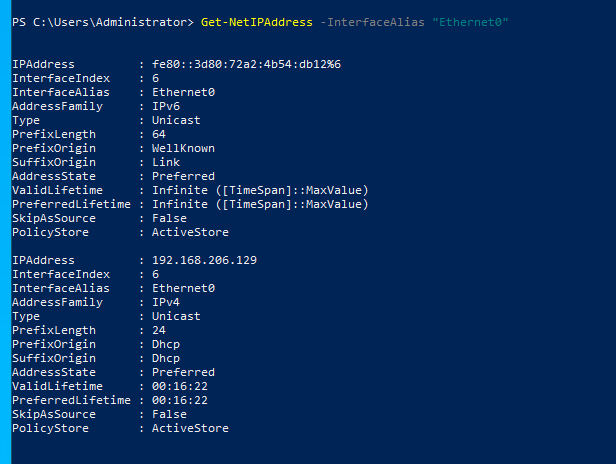 PS C:\Users\Administrator> Get-NetIPAddress -InterfaceAlias "Ethernet0"
IPAddress         : fe80::3d80:72a2:4b54:db12%6
InterfaceIndex    : 6
InterfaceAlias    : Ethernet0
AddressFamily     : IPv6
Type              : Unicast
PrefixLength      : 64
PrefixOrigin      : WellKnown
SuffixOrigin      : Link
AddressState      : Preferred
ValidLifetime     : Infinite ([TimeSpan]::MaxValue)
PreferredLifetime : Infinite ([TimeSpan]::MaxValue)
SkipAsSource      : False
PolicyStore       : ActiveStore
IPAddress         : 192.168.206.129
InterfaceIndex    : 6
InterfaceAlias    : Ethernet0
AddressFamily     : IPv4
Type              : Unicast
PrefixLength      : 24
PrefixOrigin      : Dhcp
SuffixOrigin      : Dhcp
AddressState      : Preferred
ValidLifetime     : 00:16:22
PreferredLifetime : 00:16:22
SkipAsSource      : False
PolicyStore       : ActiveStore